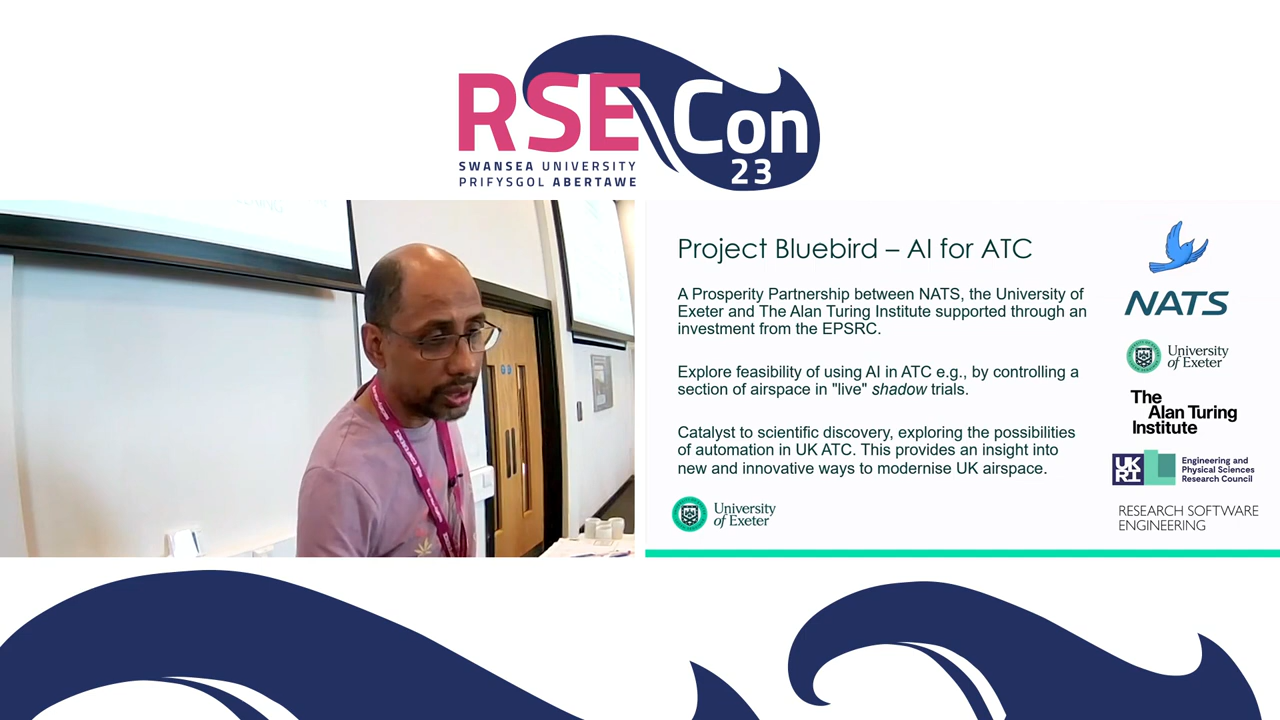 RSE Con
SWANSEA UNIVERSITY
PRIFYSGOL ABERTAWE
23
Project Bluebird – AI for ATC
A Prosperity Partnership between NATS, the University of
Exeter and The Alan Turing Institute supported through an
investment from the EPSRC.
Explore feasibility of using AI in ATC e.g., by controlling a
section of airspace in "live" shadow trials.
Catalyst to scientific discovery, exploring the possibilities
of automation in UK ATC. This provides an insight into
new and innovative ways to modernise UK airspace.
University
of Exeter
NATS
University
of Exeter
The
Alan Turing
Institute
UK
RI
Engineering and
Physical Sciences
Research Council
RESEARCH SOFTWARE
ENGINEERING